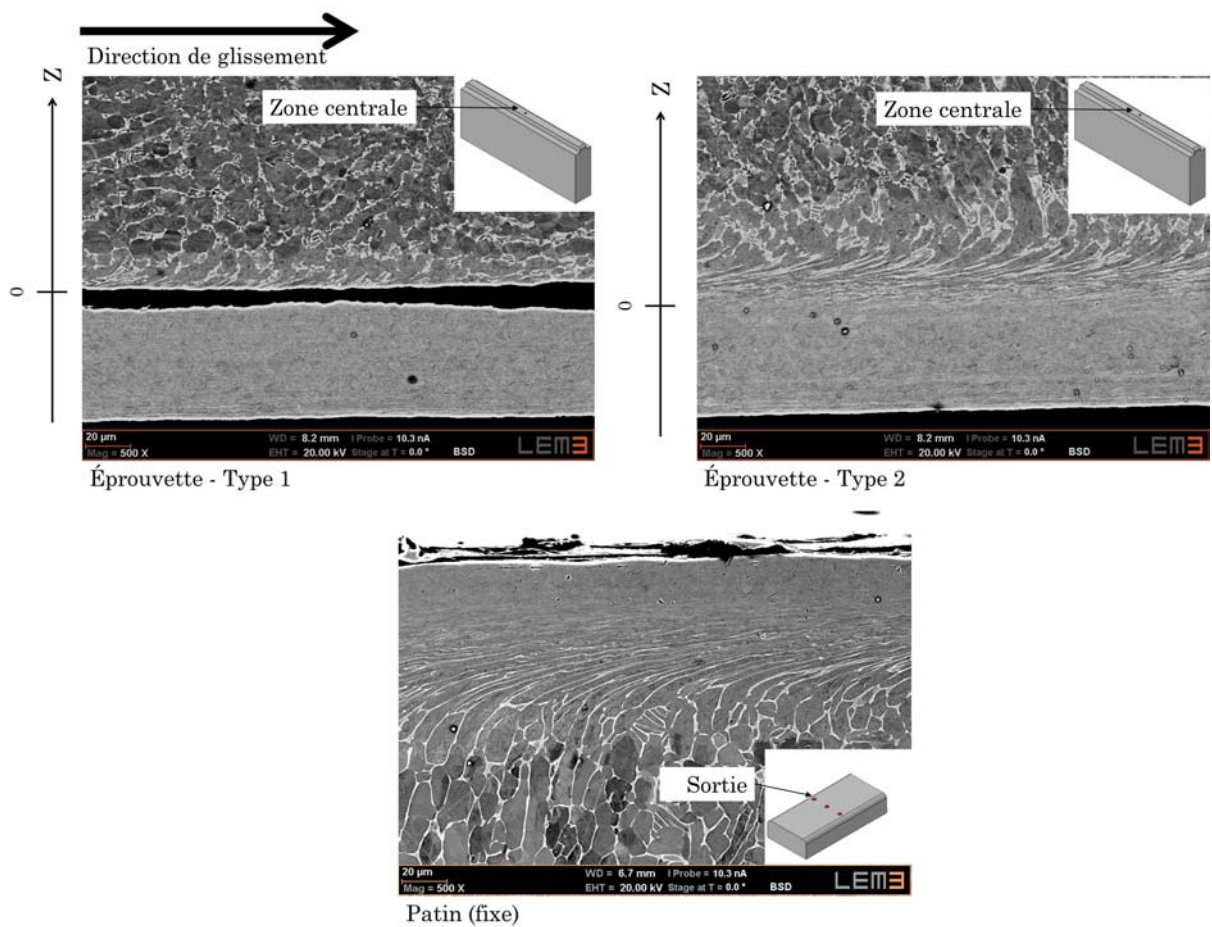 Direction de glissement
Z
0
Zone centrale
20 µm
Mag = 500 X
WD = 8.2 mm
EHT = 20.00 kV
I Probe = 10.3 nA
Stage at T = 0.0 °
BSD
LEM3
Éprouvette - Type 1
Z
0
Zone centrale
20 µm
Mag = 500 X
WD = 8.2 mm
EHT = 20.00 kV
I Probe = 10.3 nA
Stage at T = 0.0 °
BSD
LEM3
Éprouvette - Type 2
Sortie
20 µm
Mag = 500 X
WD = 6.7 mm
EHT = 20.00 kV
I Probe = 10.3 nA
Stage at T = 0.0 °
BSD
LEM3
Patin (fixe)